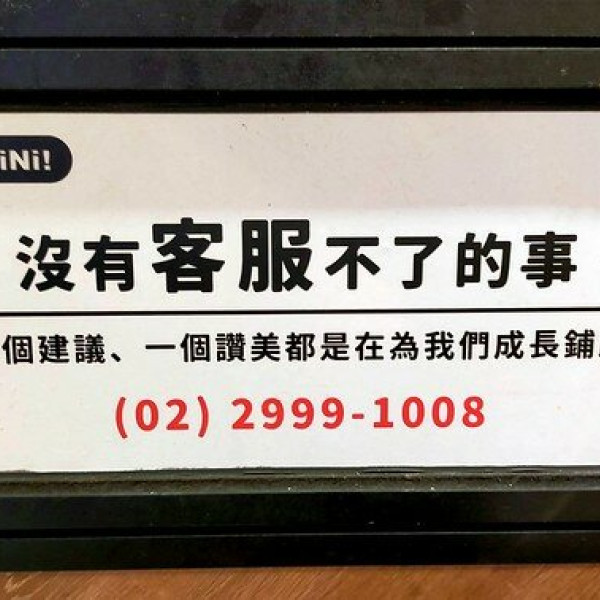 iNi!
沒有客服不了的事
個建議、一個讚美都是在為我們成長鋪
(02) 2999-1008